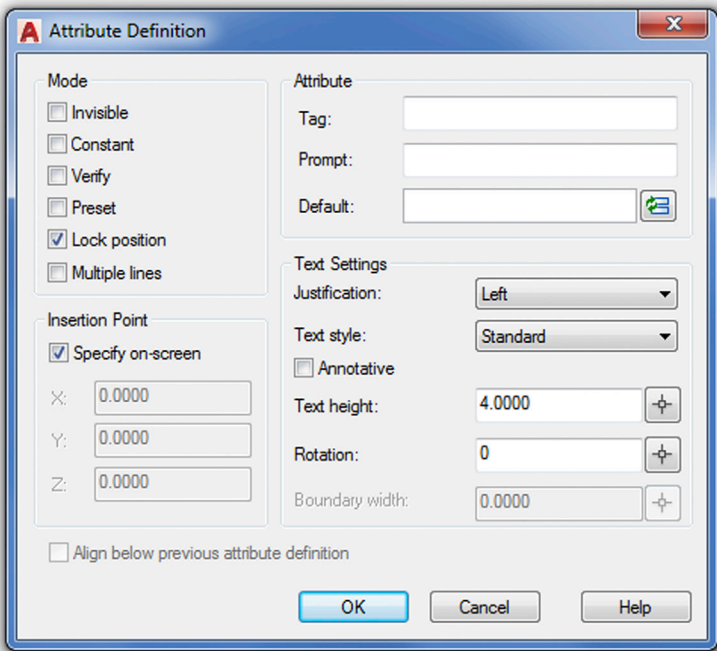 Attribute Definition
Mode
Invisible
Constant
Verify
Preset
Lock position
Multiple lines
Insertion Point
Specify on-screen
X: 0.0000
Y: 0.0000
Z: 0.0000
Attribute
Tag:
Prompt:
Default:
Text Settings
Justification: Left
Text style: Standard
Annotative
Text height: 4.0000
Rotation: 0
Boundary width: 0.0000
Align below previous attribute definition
OK Cancel Help